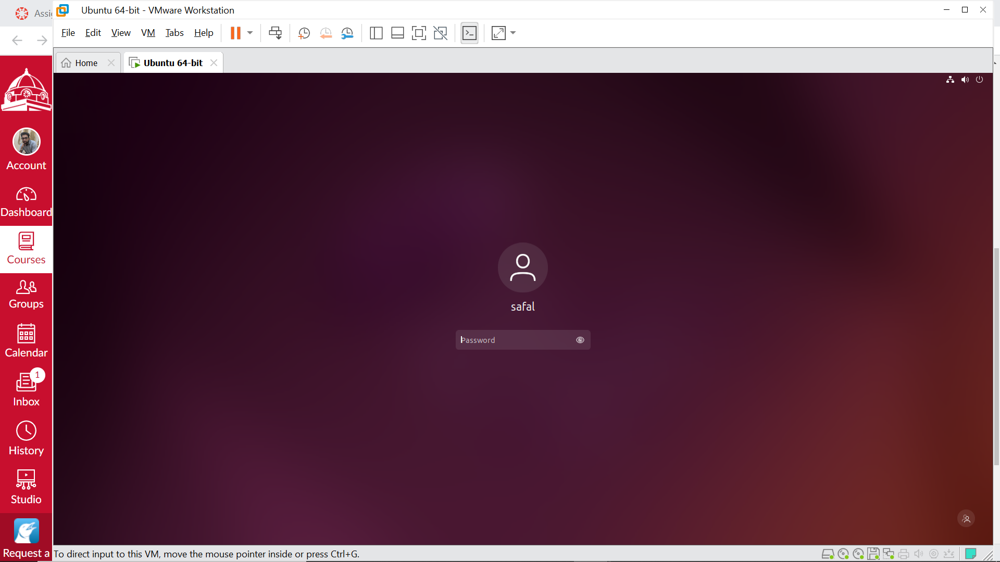 Assi
Ubuntu 64-bit - VMware Workstation
File Edit View VM Tabs Help
Home
Ubuntu 64-bit
Account
Dashboard
Courses
Groups
Calendar
1
Inbox
History
Studio
Request a
safal
Password
To direct input to this VM, move the mouse pointer inside or press Ctrl+G.